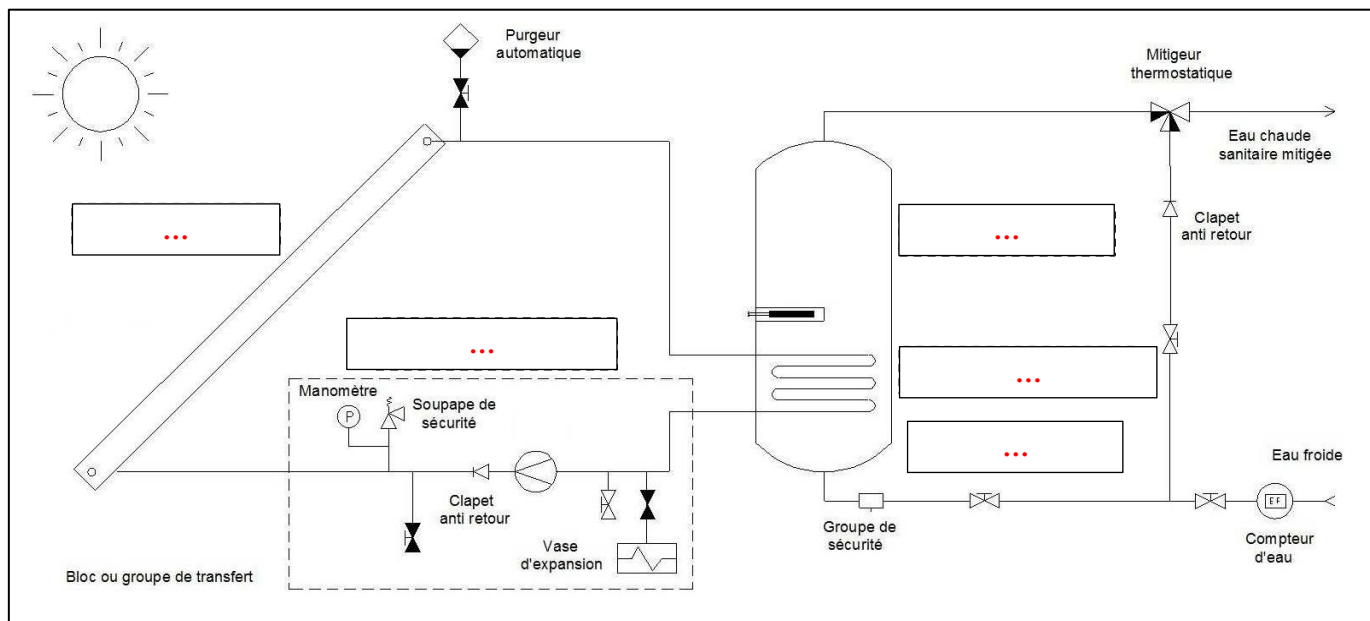 Purgeur
automatique
Mitigeur
thermostatique
Eau chaude
sanitaire mitigée
...
...
Clapet
anti retour
...
...
Manomètre
Soupape de
sécurité
P
...
Clapet
anti retour
Eau froide
EF
Groupe de
sécurité
Compteur
d'eau
Vase
d'expansion
Bloc ou groupe de transfert